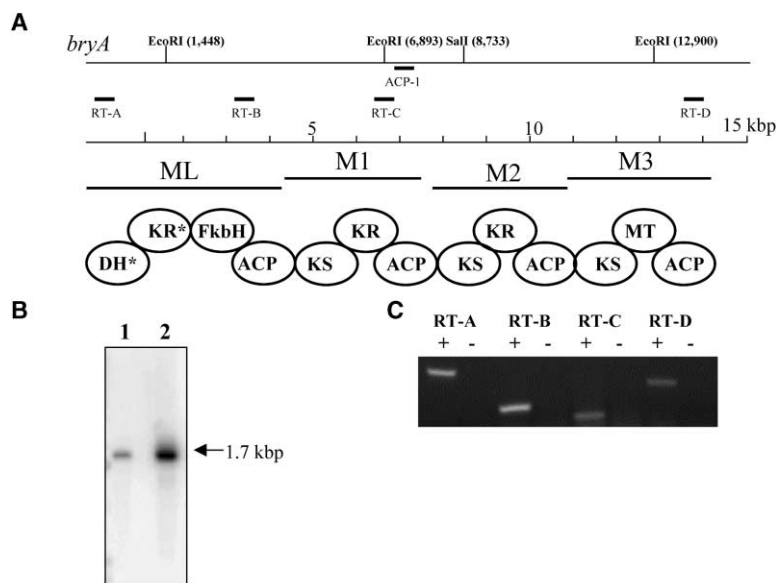 A
bryA
EcoRI (1,448)
EcoRI (6,893) SalI (8,733)
EcoRI (12,900)
ACP-1
RT-A
RT-B
RT-C
RT-D
5
10
15 kbp
ML
M1
M2
M3
KR*
FkbH
KR
KR
MT
DH*
ACP
KS
ACP
KS
ACP
KS
ACP
B
1 2
1.7 kbp
C
RT-A RT-B RT-C RT-D
+ - + - + - + -